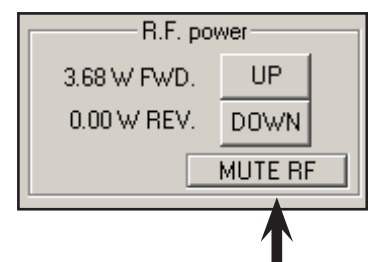 R.F. power
3.68 W FWD. UP
0.00 W REV. DOWN
MUTE RF